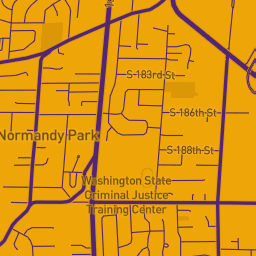 S 183rd St
S 186th St
Normandy Park
S 188th St
Washington State
Criminal Justice
Training Center